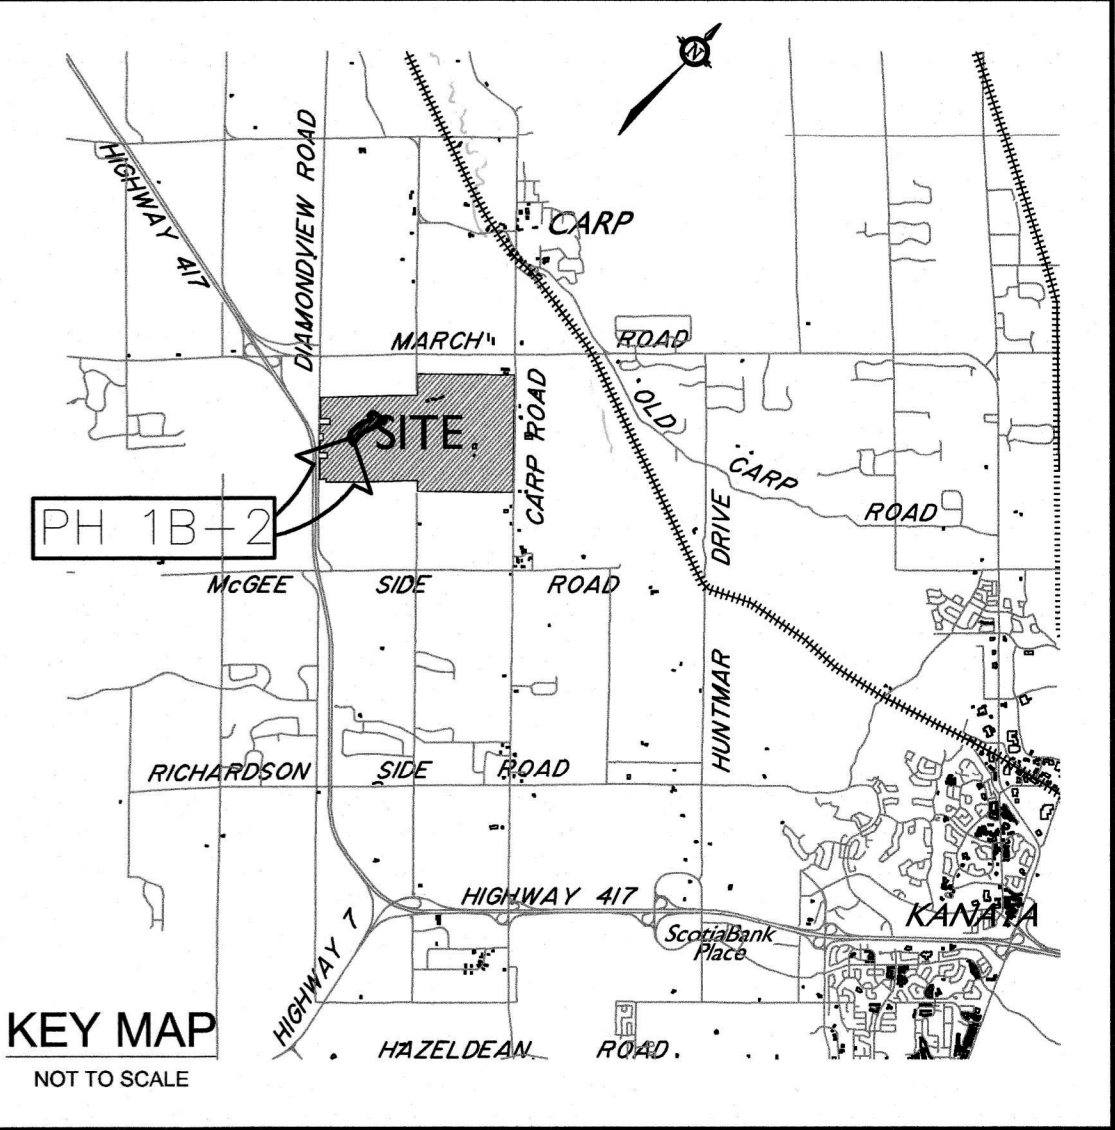 N
HIGHWAY 417
DIAMONDVIEW ROAD
CARP
MARCH ROAD
OLD CARP ROAD
SITE
CARP ROAD
PH 1B-2
HUNTMAR DRIVE
McGEE SIDE ROAD
RICHARDSON SIDE ROAD
HIGHWAY 417
KANATA
ScotiaBank
Place
HIGHWAY 7
KEY MAP
HAZELDEAN ROAD
NOT TO SCALE